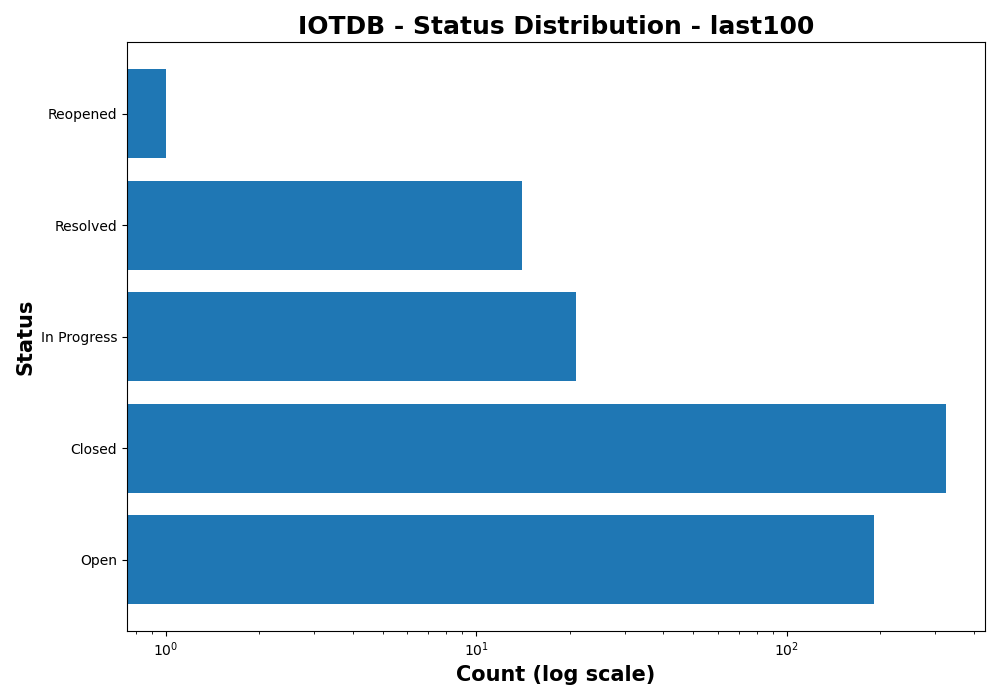 IOTDB - Status Distribution - last100
Status
Reopened
Resolved
In Progress
Closed
Open
10⁰ 10¹ 10²
Count (log scale)